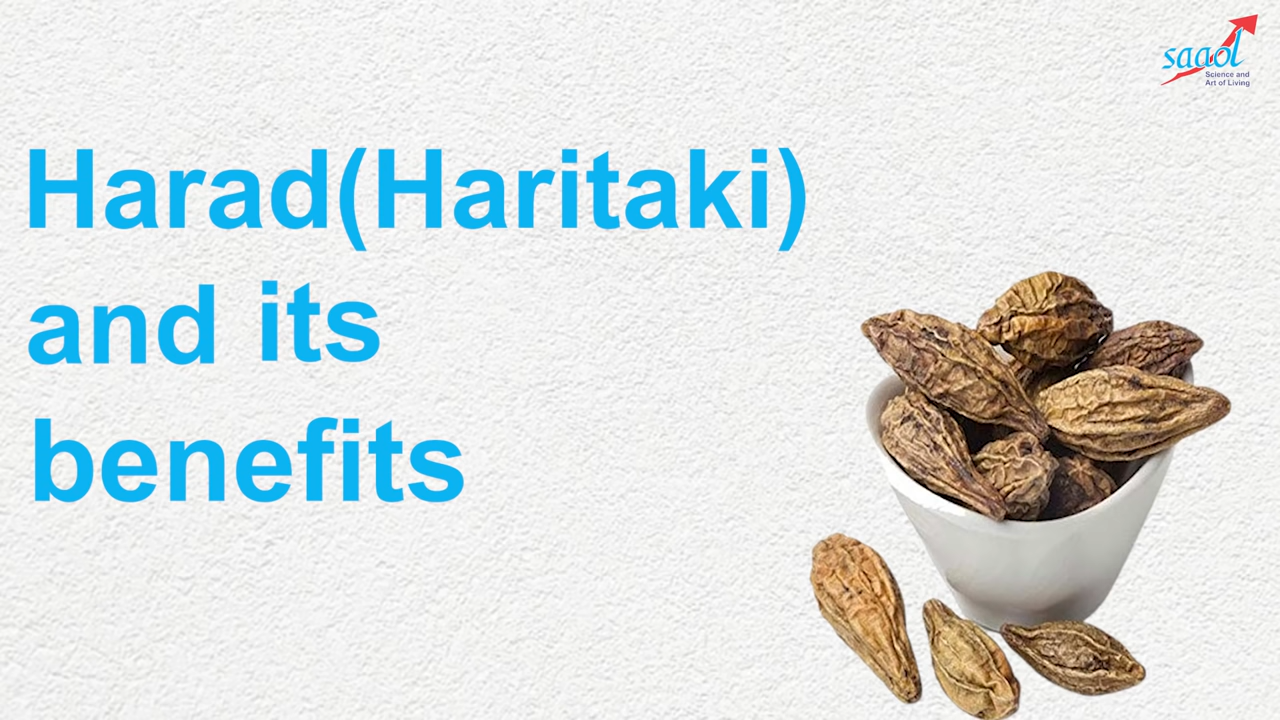 saaol
Science and
Art of Living
Harad(Haritaki)
and its
benefits